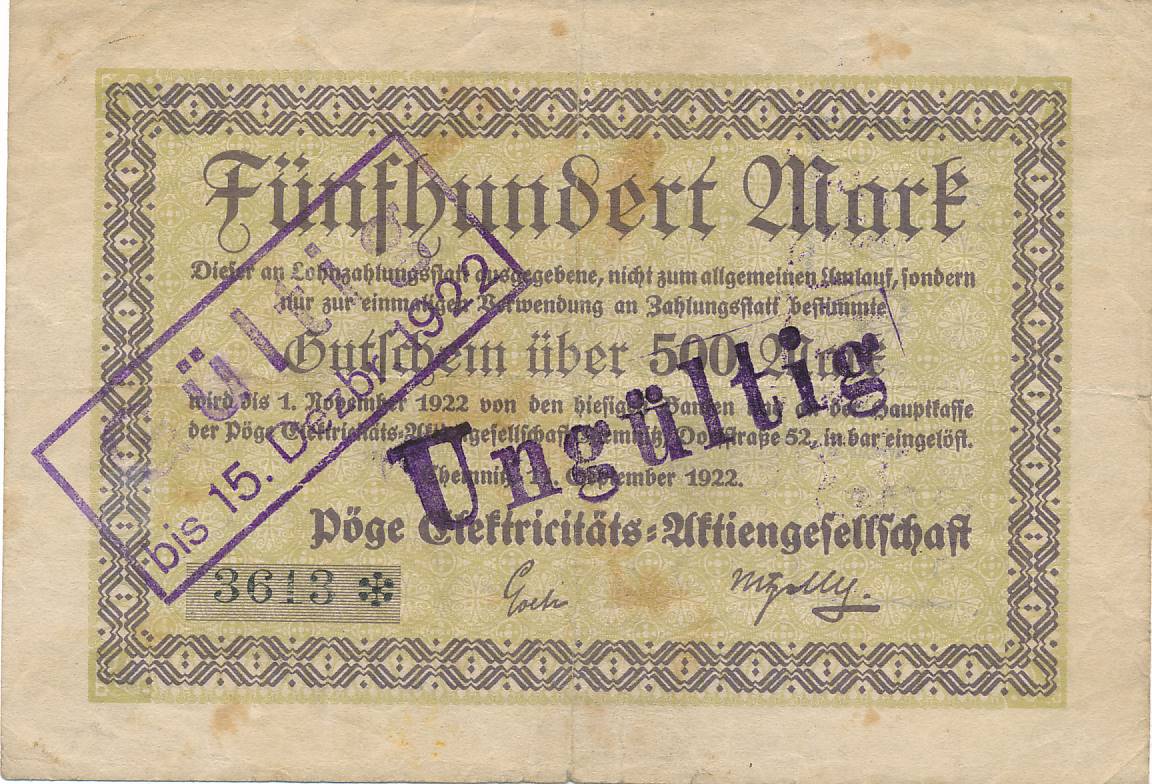 Fünfhundert Mark
Dieser an Lohnzahlungsstatt ausgegebene, nicht zum allgemeinen Umlauf, sondern
nur zur einmaligen Verwendung an Zahlungsstatt bestimmte
Gutschein über 500 Mark
wird bis 1. November 1922 von den hiesigen Banken und an der Hauptkasse
der Pöge Elektricitäts-Aktiengesellschaft Chemnitz, Dorfstraße 52, in bar eingelöst.
Chemnitz, September 1922.
Pöge Elektricitäts-Aktiengesellschaft
3613 *
Gültig
bis 15. Dezbr. 1922
Ungültig